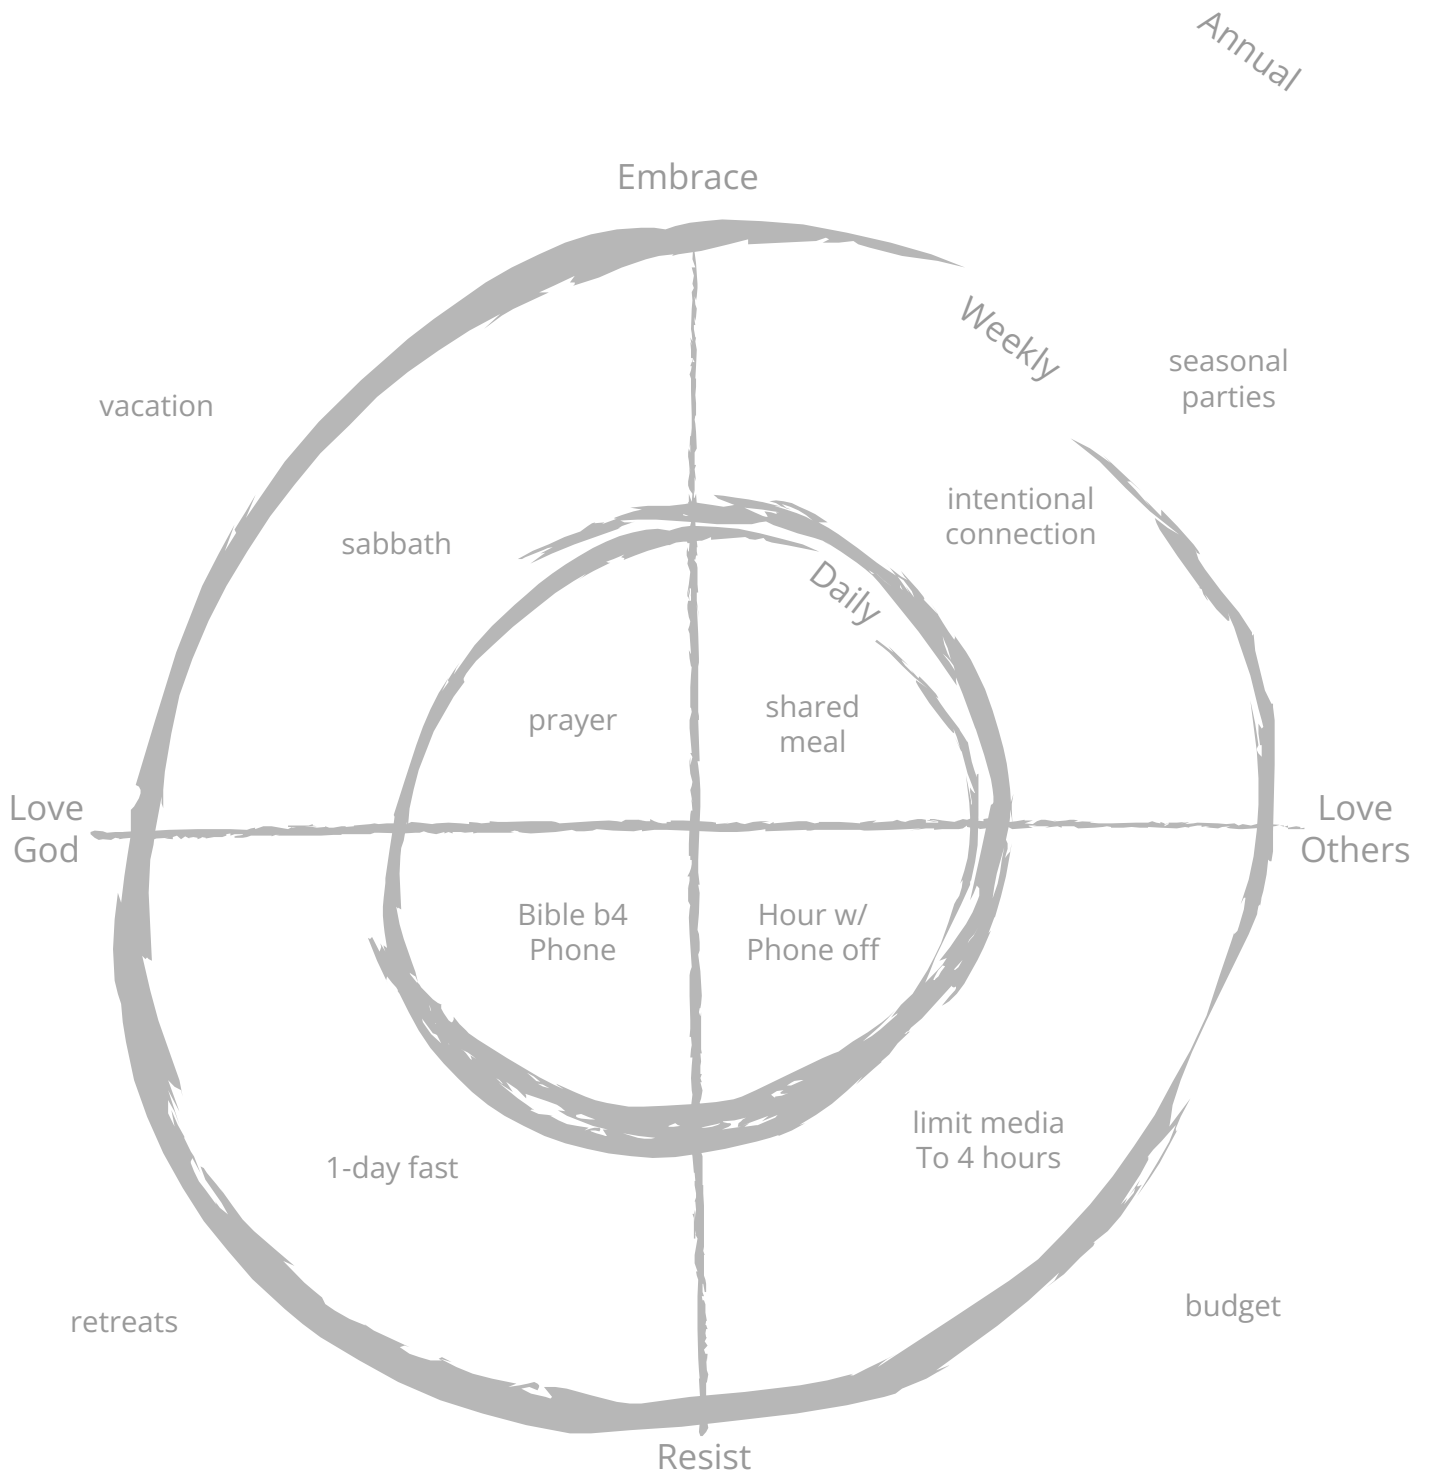 Annual
Embrace
Weekly
seasonal
parties
vacation
intentional
connection
sabbath
Daily
prayer
shared
meal
Love
God
Love
Others
Bible b4
Phone
Hour w/
Phone off
limit media
To 4 hours
1-day fast
budget
retreats
Resist